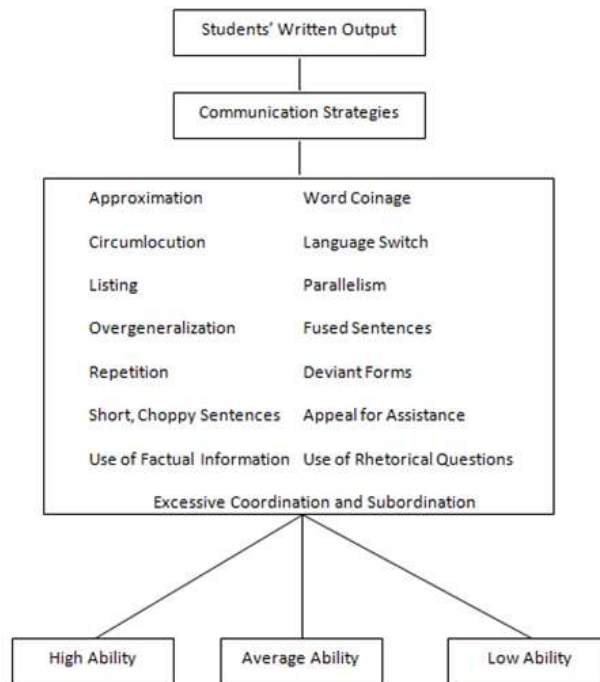 Students' Written Output
Communication Strategies
Approximation Word Coinage
Circumlocution Language Switch
Listing Parallelism
Overgeneralization Fused Sentences
Repetition Deviant Forms
Short, Choppy Sentences Appeal for Assistance
Use of Factual Information Use of Rhetorical Questions
Excessive Coordination and Subordination
High Ability Average Ability Low Ability